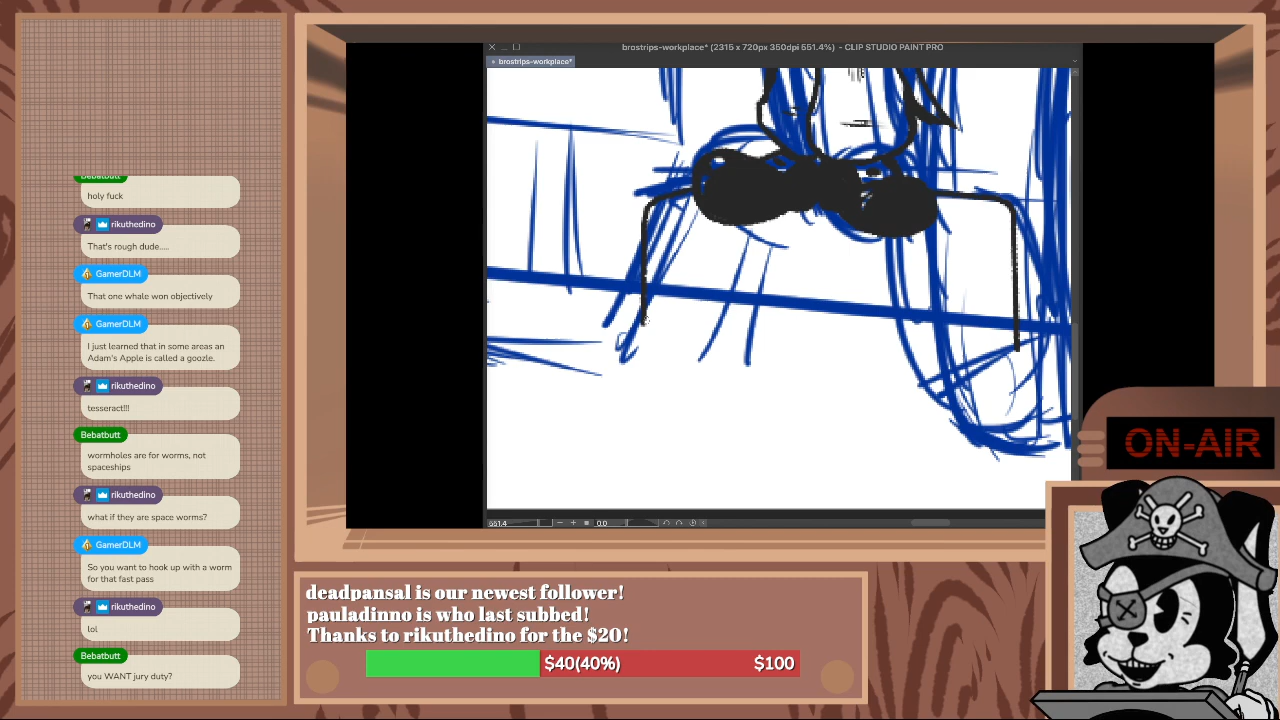 brostrips-workplace* (2315 x 720px 350dpi 551.4%) - CLIP STUDIO PAINT PRO
brostrips-workplace*
Bebatbutt
holy fuck
rikuthedino
That's rough dude.....
GamerDLM
That one whale won objectively
GamerDLM
I just learned that in some areas an
Adam's Apple is called a goozle.
rikuthedino
tesseract!!!
Bebatbutt
wormholes are for worms, not
spaceships
rikuthedino
what if they are space worms?
GamerDLM
So you want to hook up with a worm
for that fast pass
rikuthedino
lol
Bebatbutt
you WANT jury duty?
551.4
0.0
ON-AIR
deadpansal is our newest follower!
pauladinno is who last subbed!
Thanks to rikuthedino for the $20!
$40(40%) $100